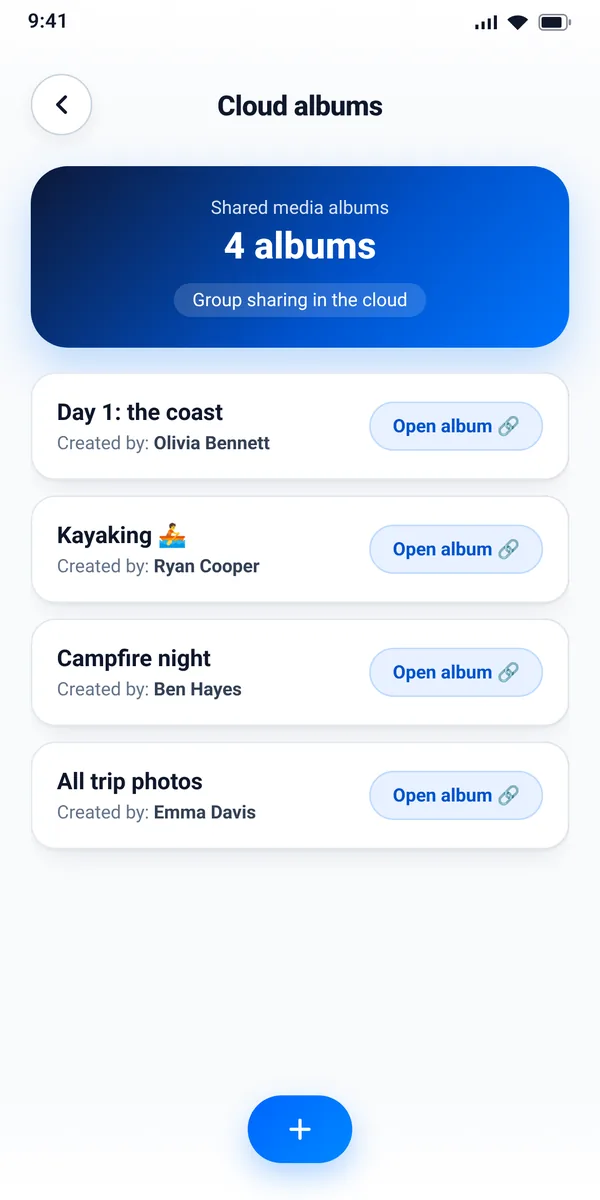 9:41
Cloud albums
Shared media albums
4 albums
Group sharing in the cloud
Day 1: the coast
Created by: Olivia Bennett
Open album 🔗
Kayaking 🚣
Created by: Ryan Cooper
Open album 🔗
Campfire night
Created by: Ben Hayes
Open album 🔗
All trip photos
Created by: Emma Davis
Open album 🔗
+